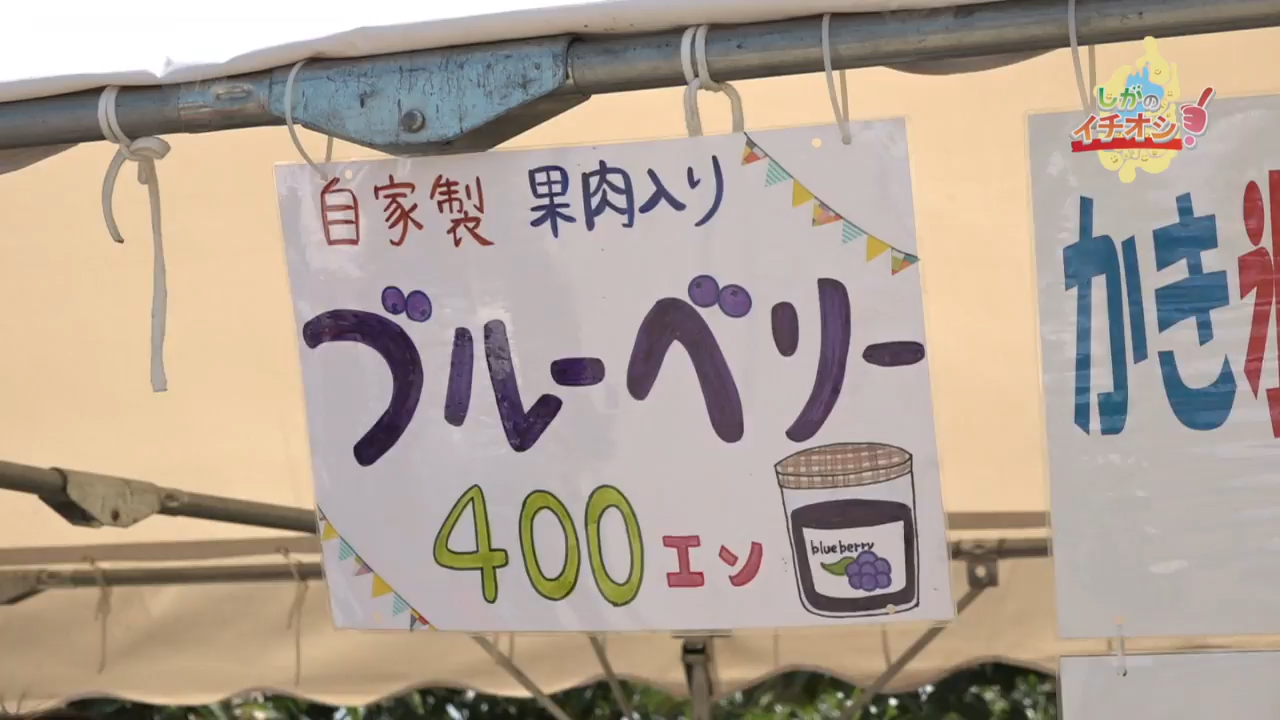 しがの
イチオシ!
自家製 果肉入り
ブルーベリー
400エン
blueberry
かき氷